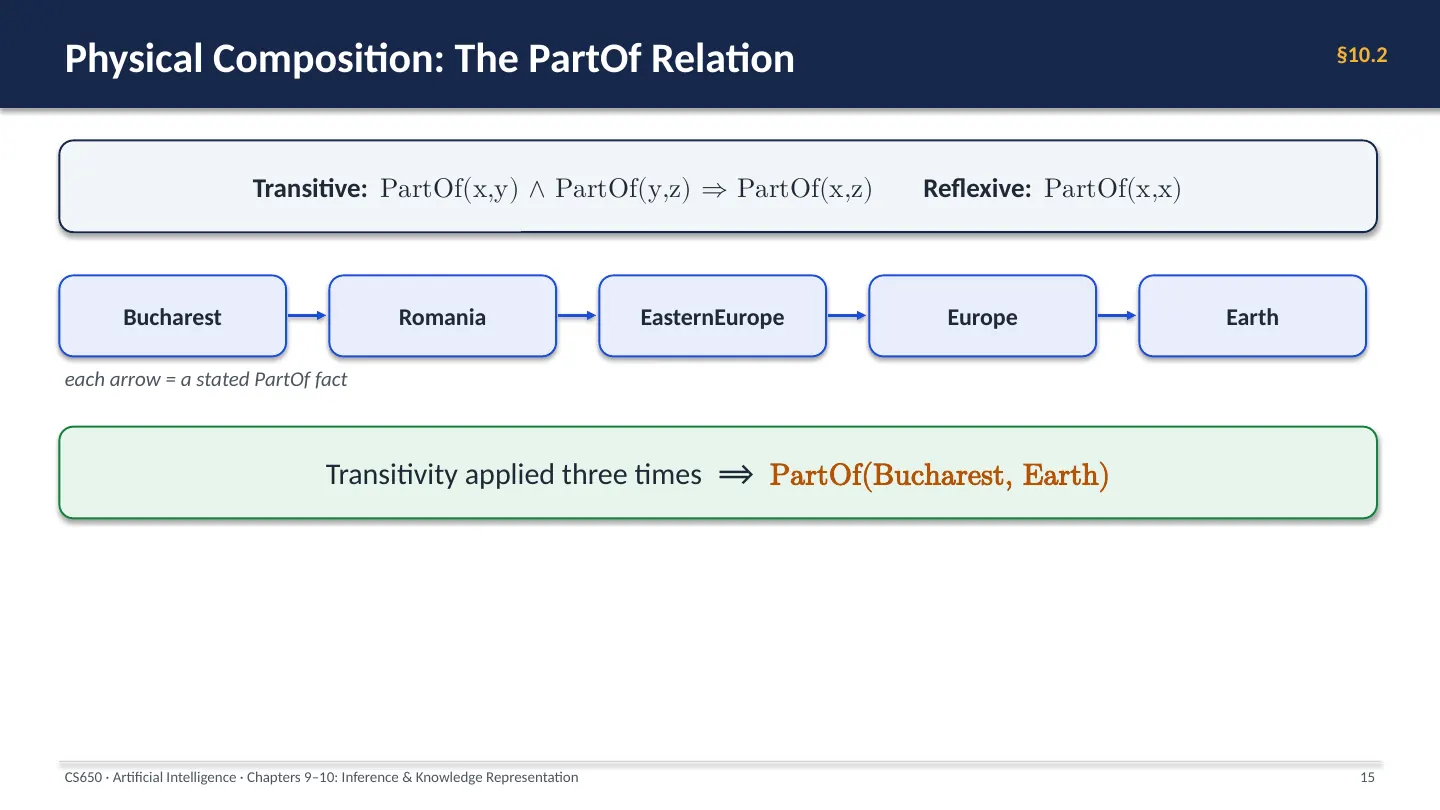 Physical Composition: The PartOf Relation
§10.2
Transitive: PartOf(x,y) ∧ PartOf(y,z) ⇒ PartOf(x,z) Reflexive: PartOf(x,x)
Bucharest
Romania
EasternEurope
Europe
Earth
each arrow = a stated PartOf fact
Transitivity applied three times ⟹ PartOf(Bucharest, Earth)
CS650 · Artificial Intelligence · Chapters 9–10: Inference & Knowledge Representation
15